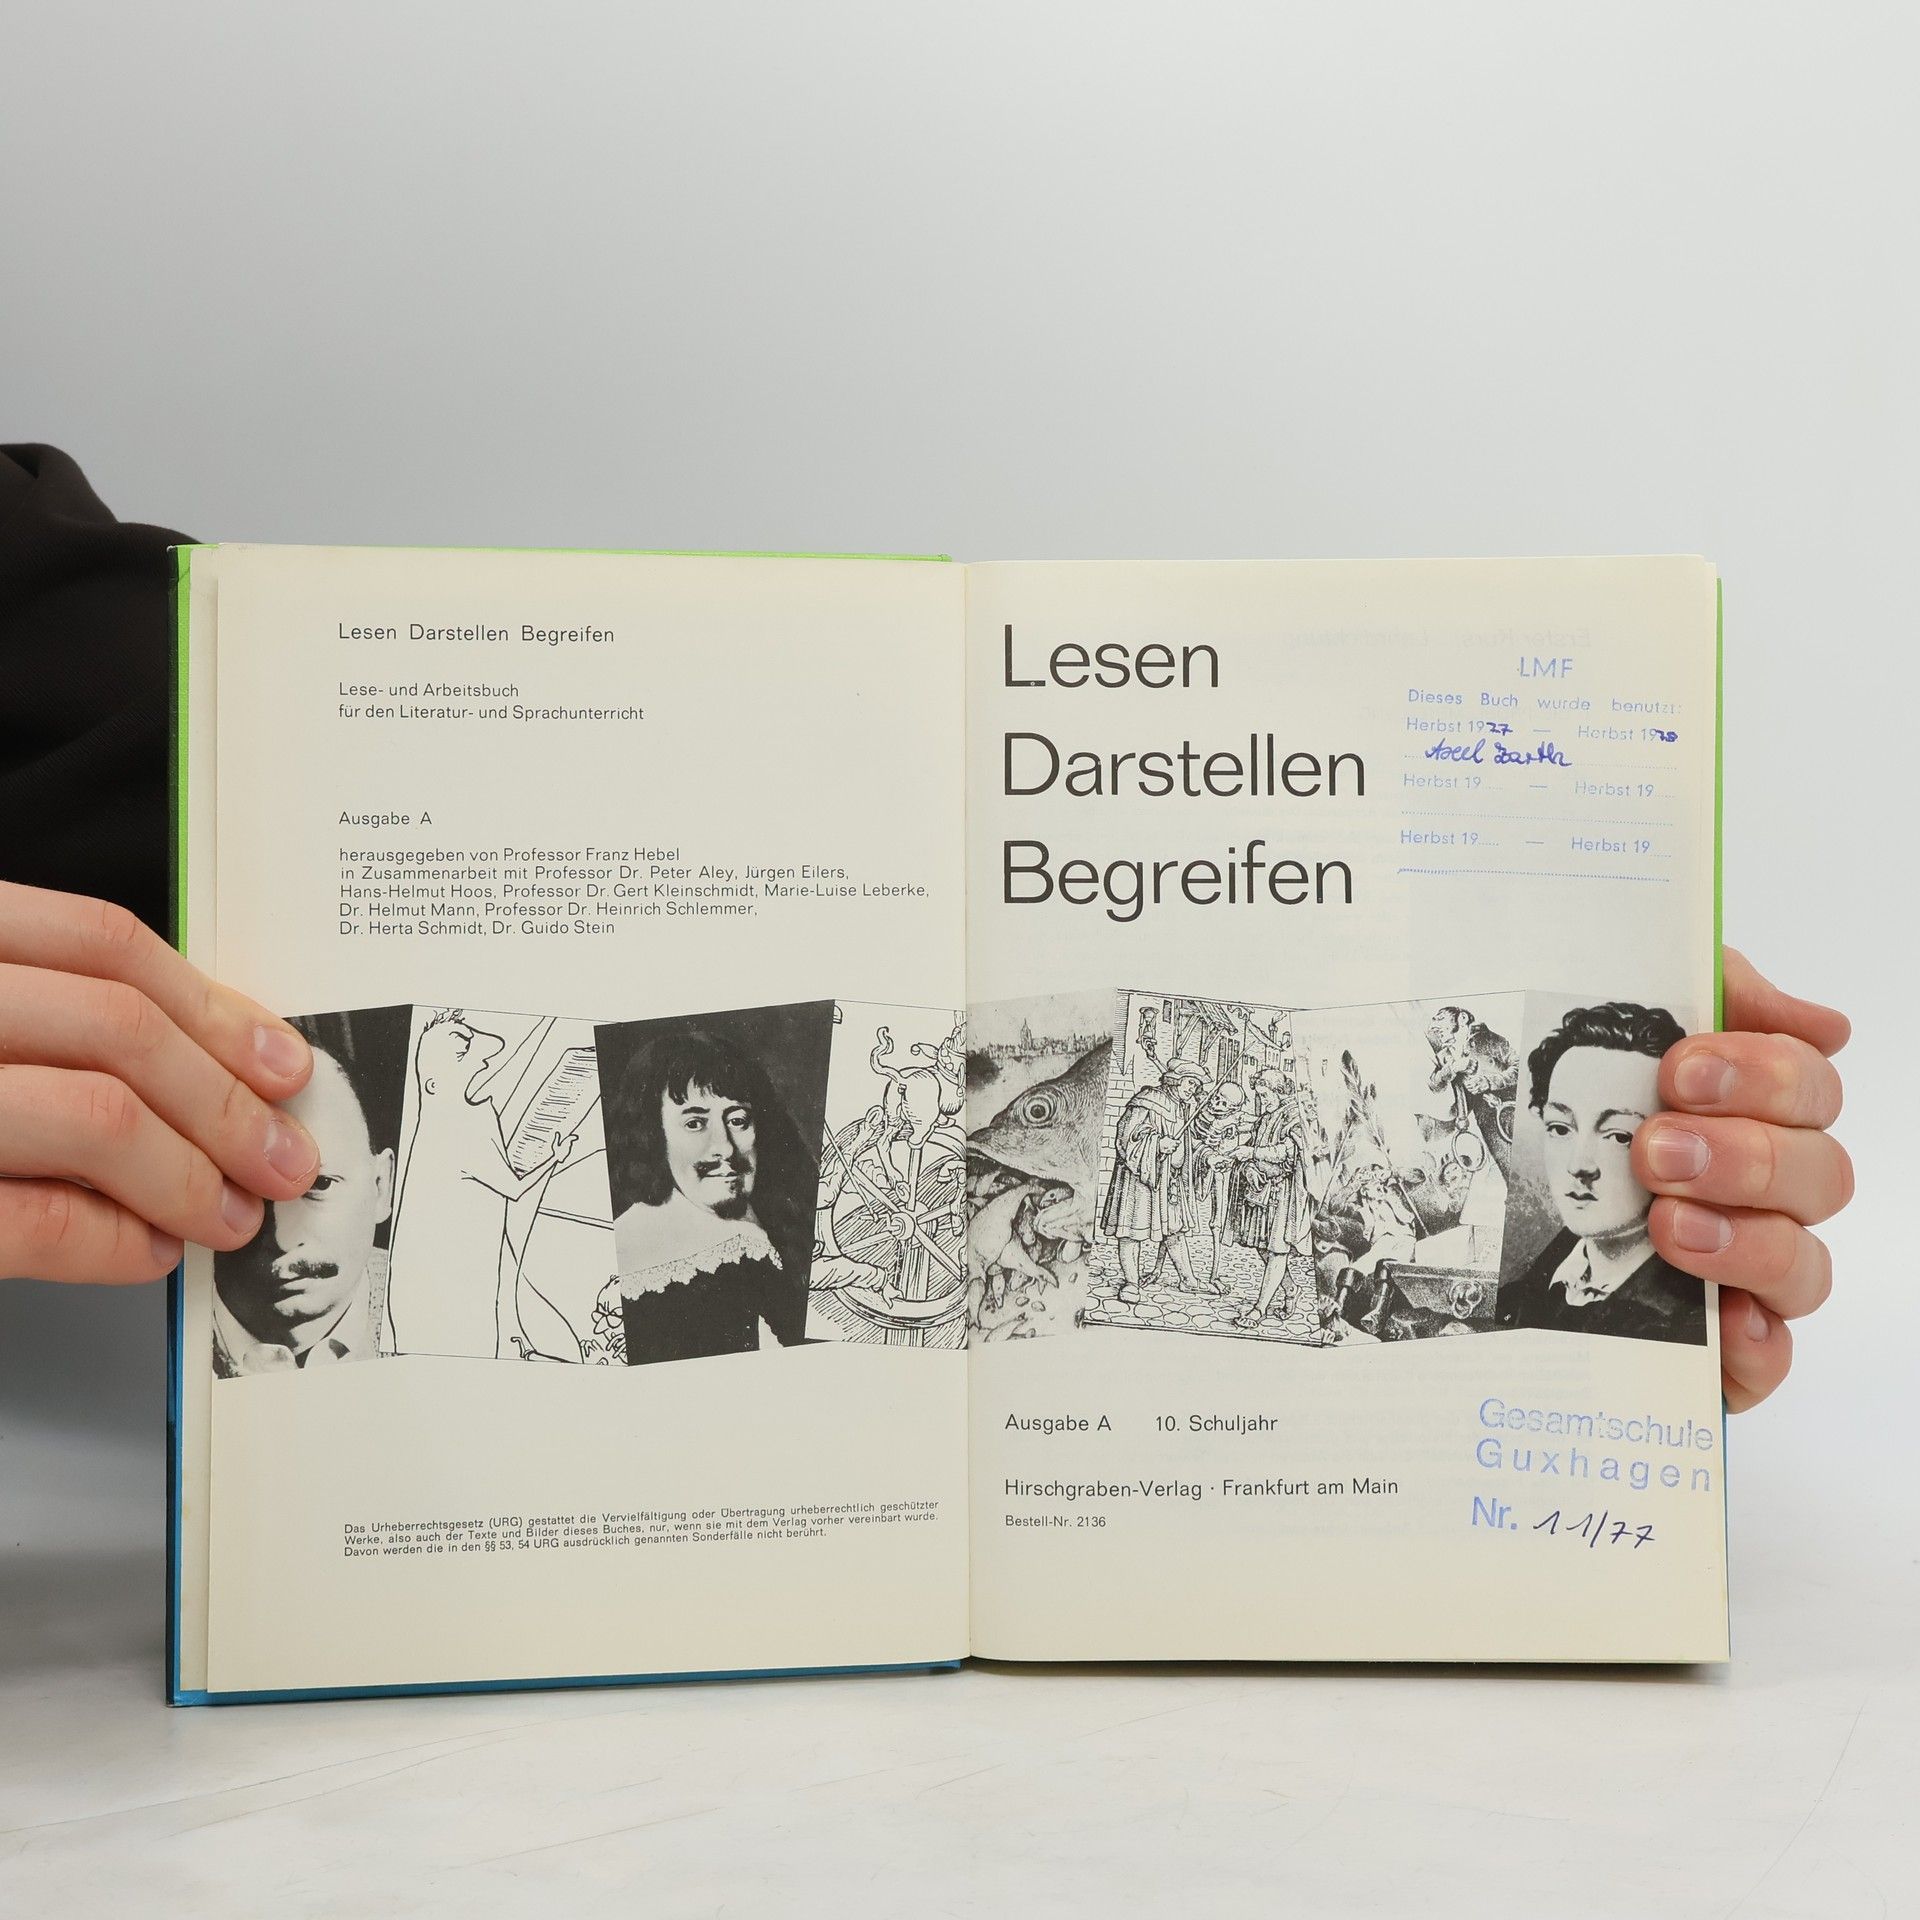 Lesen Darstellen Begreifen
Lese- und Arbeitsbuch
für den Literatur- und Sprachunterricht
Ausgabe A
herausgegeben von Professor Franz Hebel
in Zusammenarbeit mit Professor Dr. Peter Aley, Jürgen Eilers,
Hans-Helmut Hoos, Professor Dr. Gert Kleinschmidt, Marie-Luise Leberke,
Dr. Helmut Mann, Professor Dr. Heinrich Schlemmer,
Dr. Herta Schmidt, Dr. Guido Stein
Das Urheberrechtsgesetz (URG) gestattet die Vervielfältigung oder Übertragung urheberrechtlich geschützter
Werke, also auch der Texte und Bilder dieses Buches, nur, wenn sie mit dem Verlag vorher vereinbart wurde.
Davon werden die in den §§ 53, 54 URG ausdrücklich genannten Sonderfälle nicht berührt.
Lesen
Darstellen
Begreifen
LMF
Dieses Buch wurde benutzt:
Herbst 1977 — Herbst 1978
Axel Barth
Herbst 19..... — Herbst 19.....
Herbst 19..... — Herbst 19.....
Ausgabe A 10. Schuljahr
Hirschgraben-Verlag · Frankfurt am Main
Bestell-Nr. 2136
Gesamtschule
Guxhagen
Nr. 11/77